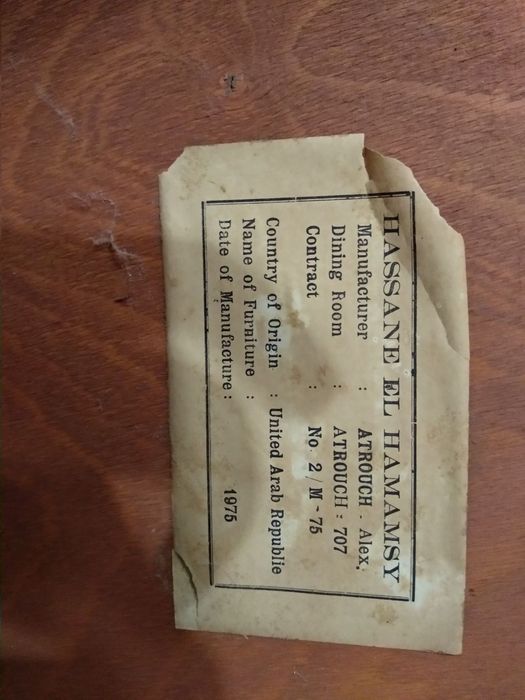 HASSANE EL HAMAMSY
Manufacturer : ATROUCH . Alex.
Dining Room : ATROUCH : 707
Contract : No. 2 / M - 75
Country of Origin : United Arab Republie
Name of Furniture :
Date of Manufacture : 1975